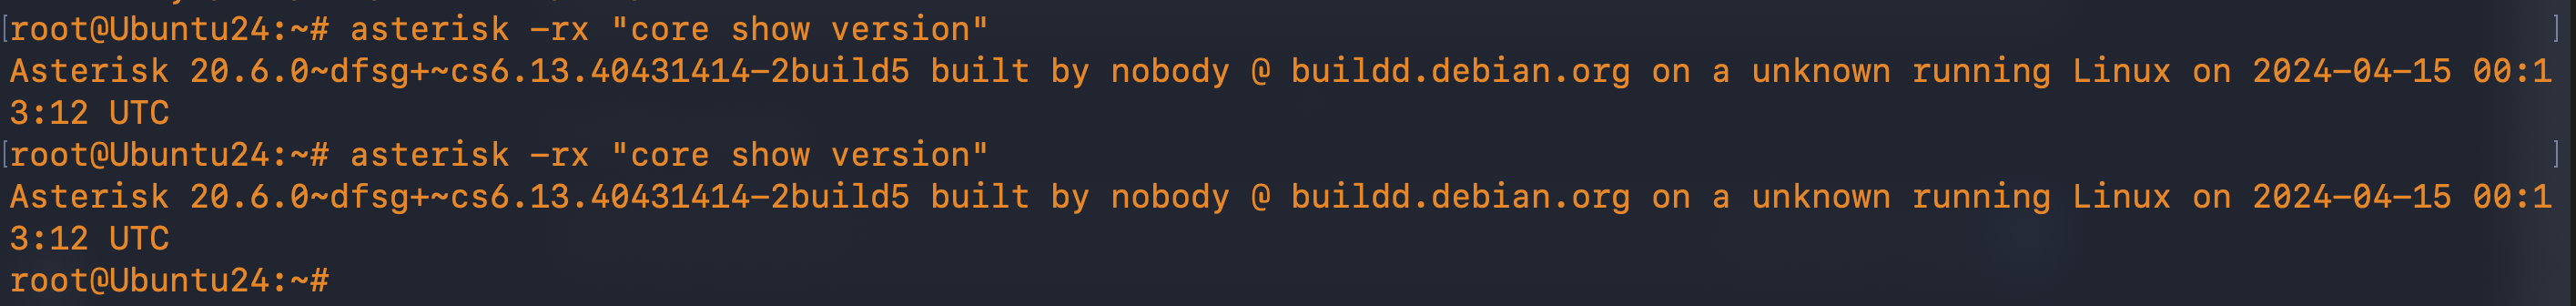 [root@Ubuntu24:~# asterisk -rx "core show version" ]
Asterisk 20.6.0~dfsg+~cs6.13.40431414-2build5 built by nobody @ buildd.debian.org on a unknown running Linux on 2024-04-15 00:1
3:12 UTC
[root@Ubuntu24:~# asterisk -rx "core show version" ]
Asterisk 20.6.0~dfsg+~cs6.13.40431414-2build5 built by nobody @ buildd.debian.org on a unknown running Linux on 2024-04-15 00:1
3:12 UTC
root@Ubuntu24:~#